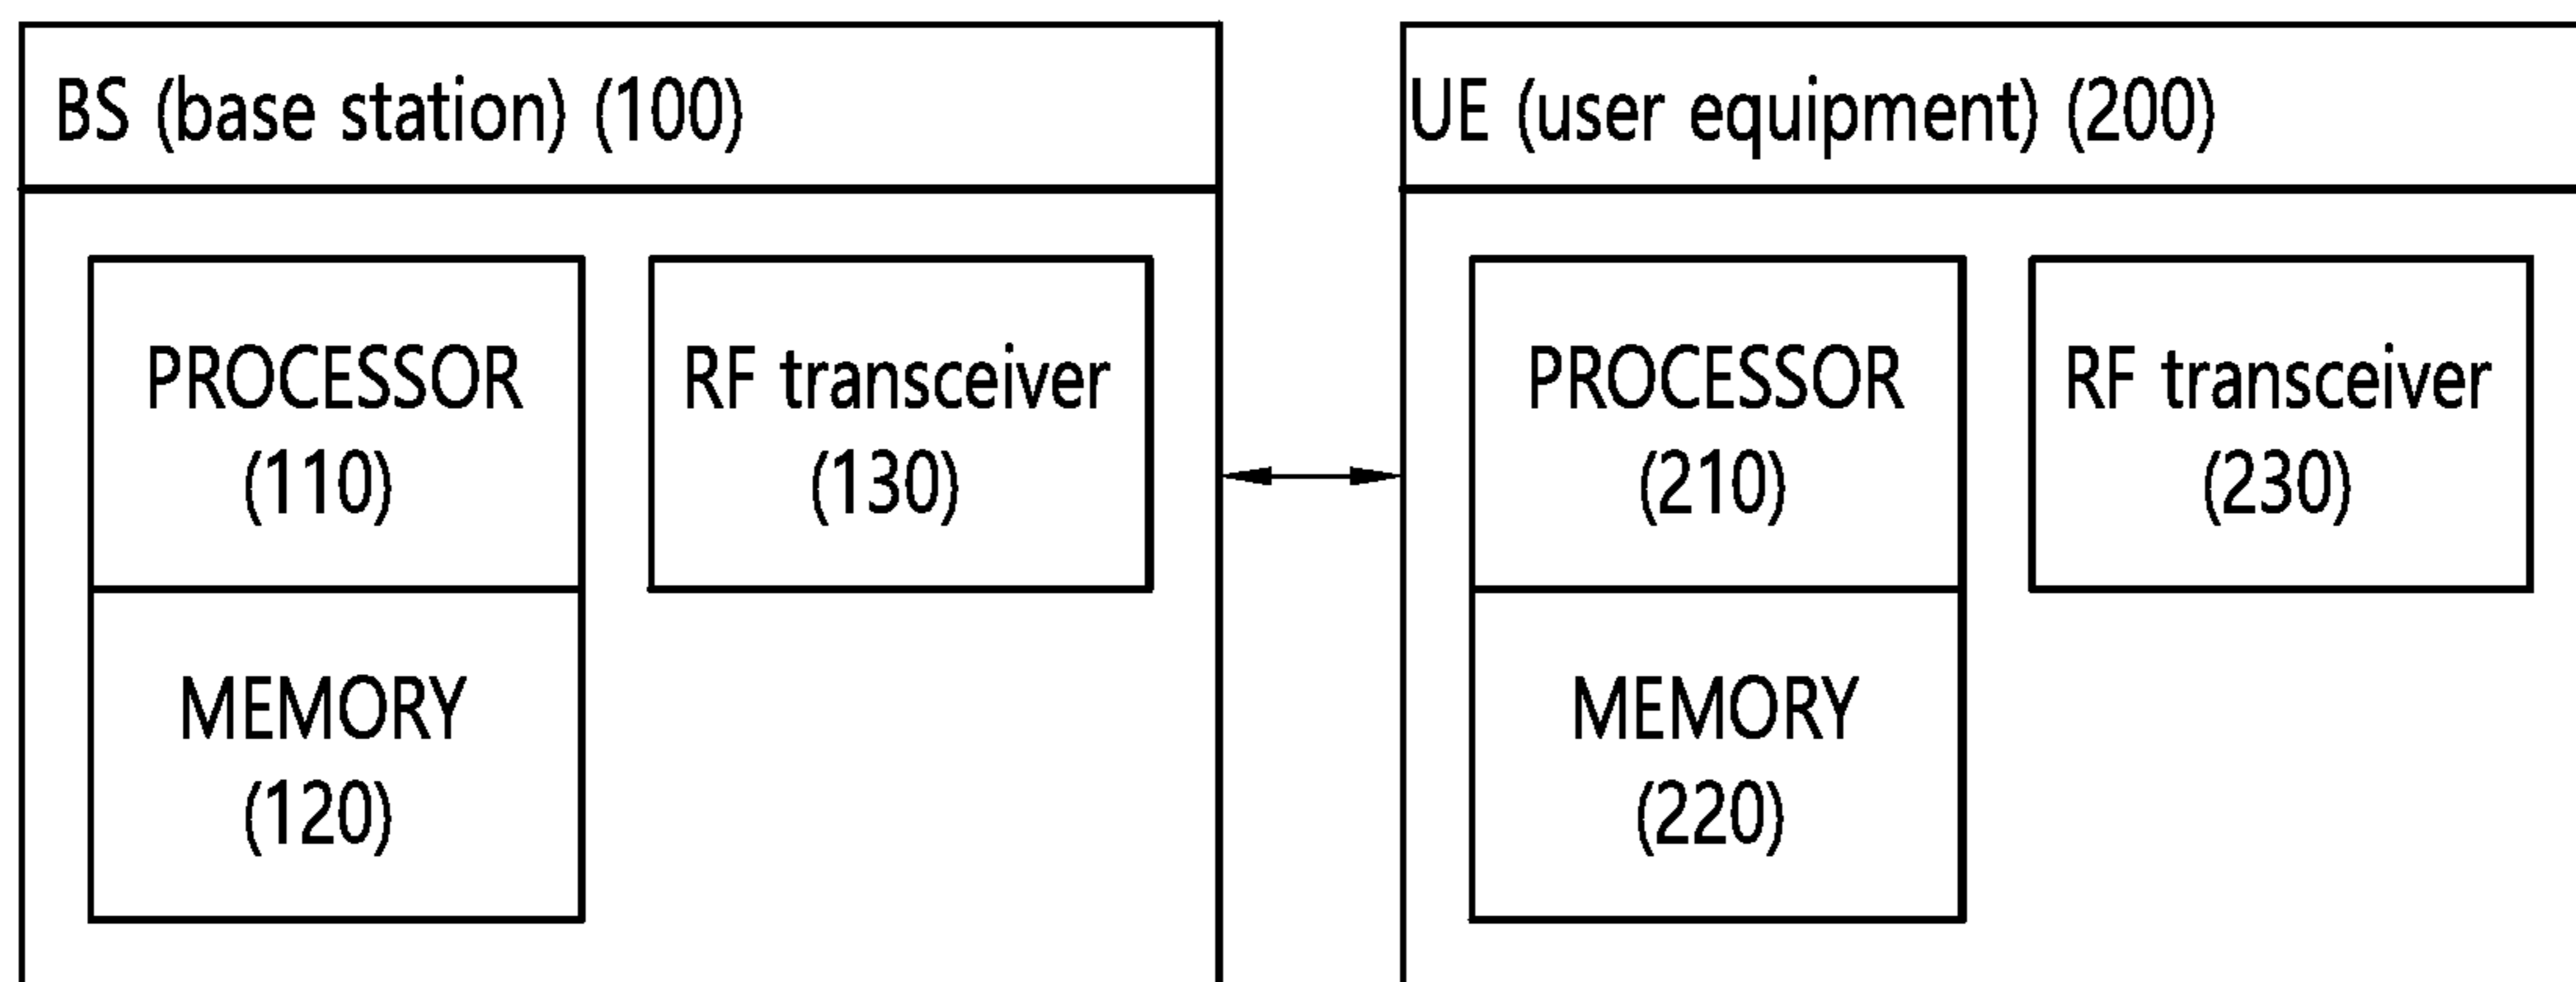 BS (base station) (100)
PROCESSOR
(110)
RF transceiver
(130)
MEMORY
(120)
UE (user equipment) (200)
PROCESSOR
(210)
RF transceiver
(230)
MEMORY
(220)